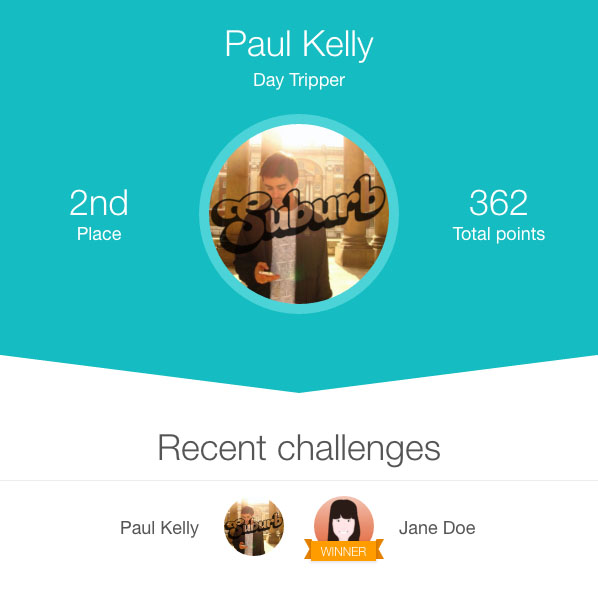 Paul Kelly
Day Tripper
Suburb
2nd
Place
362
Total points
Recent challenges
Paul Kelly
Suburb
Jane Doe
WINNER